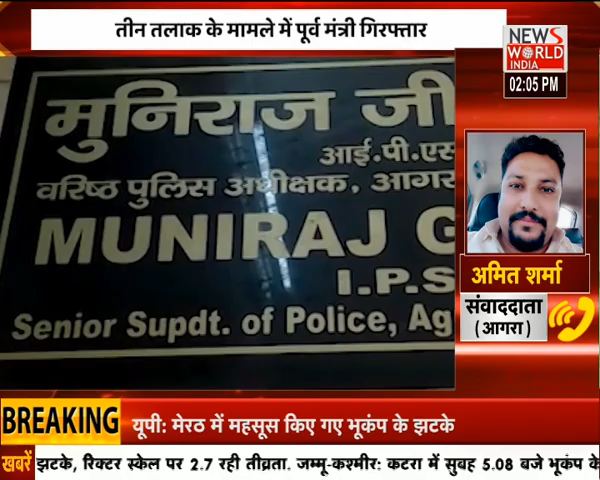 तीन तलाक के मामले में पूर्व मंत्री गिरफ्तार
NEWS
WORLD
INDIA
02:05 PM
मुनिराज जी
आई.पी.एस
वरिष्ठ पुलिस अधीक्षक, आगर
MUNIRAJ G
I.P.S
Senior Supdt. of Police, Ag
अमित शर्मा
संवाददाता
( आगरा )
BREAKING
यूपी: मेरठ में महसूस किए गए भूकंप के झटके
खबरें
झटके, रिक्टर स्केल पर 2.7 रही तीव्रता. जम्मू-कश्मीर: कटरा में सुबह 5.08 बजे भूकंप के